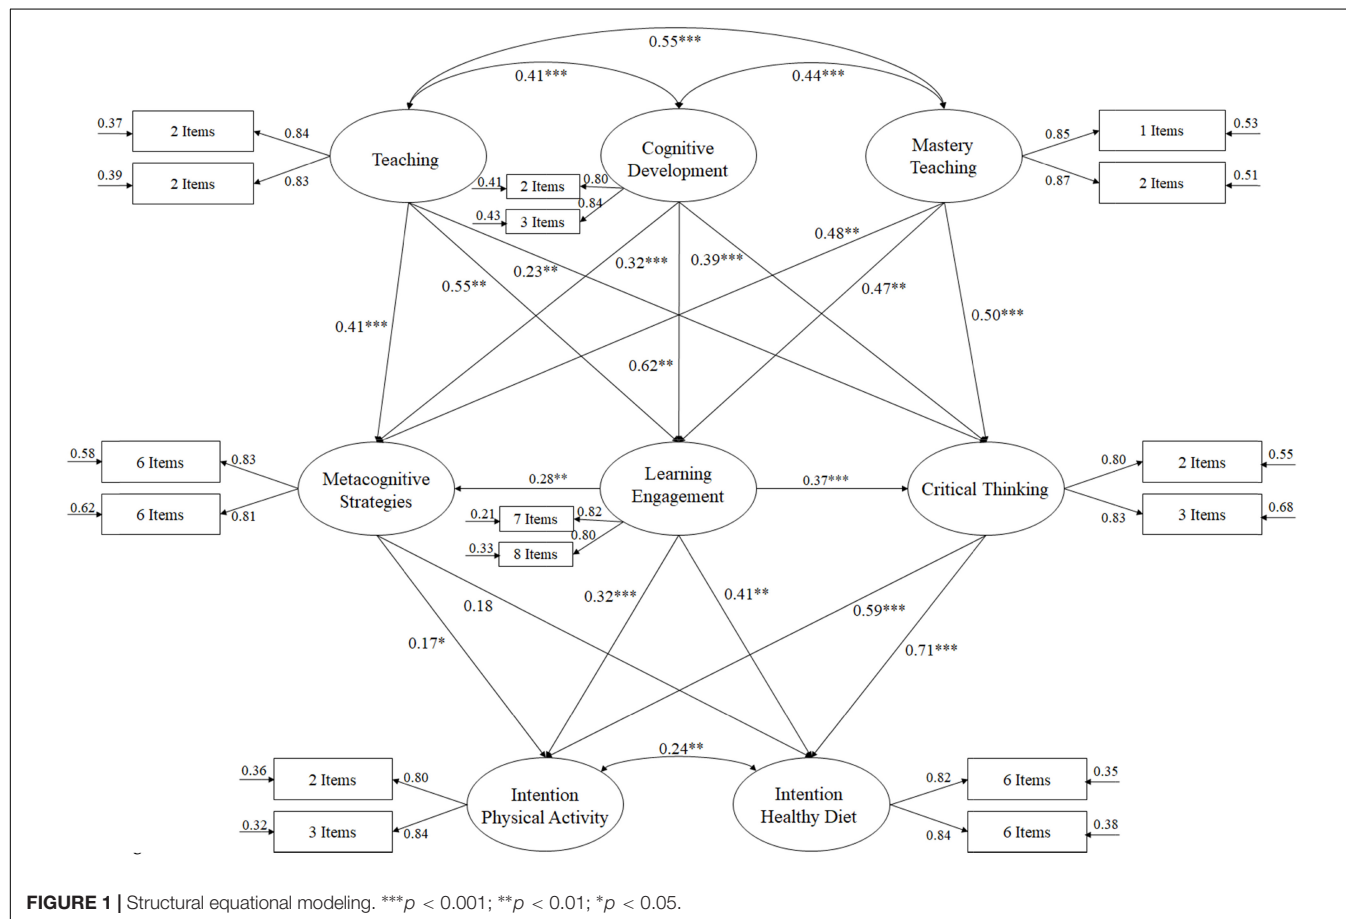 0.55***
0.41***
0.44***
0.37
2 Items
0.84
Teaching
0.39
2 Items
0.83
Cognitive
Development
0.41
2 Items
0.80
0.43
3 Items
0.84
Mastery
Teaching
0.85
1 Items
0.53
0.87
2 Items
0.51
0.48**
0.32***
0.39***
0.23**
0.55**
0.47**
0.41***
0.50***
0.62**
0.58
6 Items
0.83
0.62
6 Items
0.81
Metacognitive
Strategies
0.28**
Learning
Engagement
0.37***
0.21
7 Items
0.82
0.33
8 Items
0.80
Critical Thinking
0.80
2 Items
0.55
0.83
3 Items
0.68
0.18
0.32***
0.41**
0.59***
0.17*
0.71***
0.24**
0.36
2 Items
0.80
0.32
3 Items
0.84
Intention
Physical Activity
Intention
Healthy Diet
0.82
6 Items
0.35
0.84
6 Items
0.38
FIGURE 1 | Structural equational modeling. ***p < 0.001; **p < 0.01; *p < 0.05.